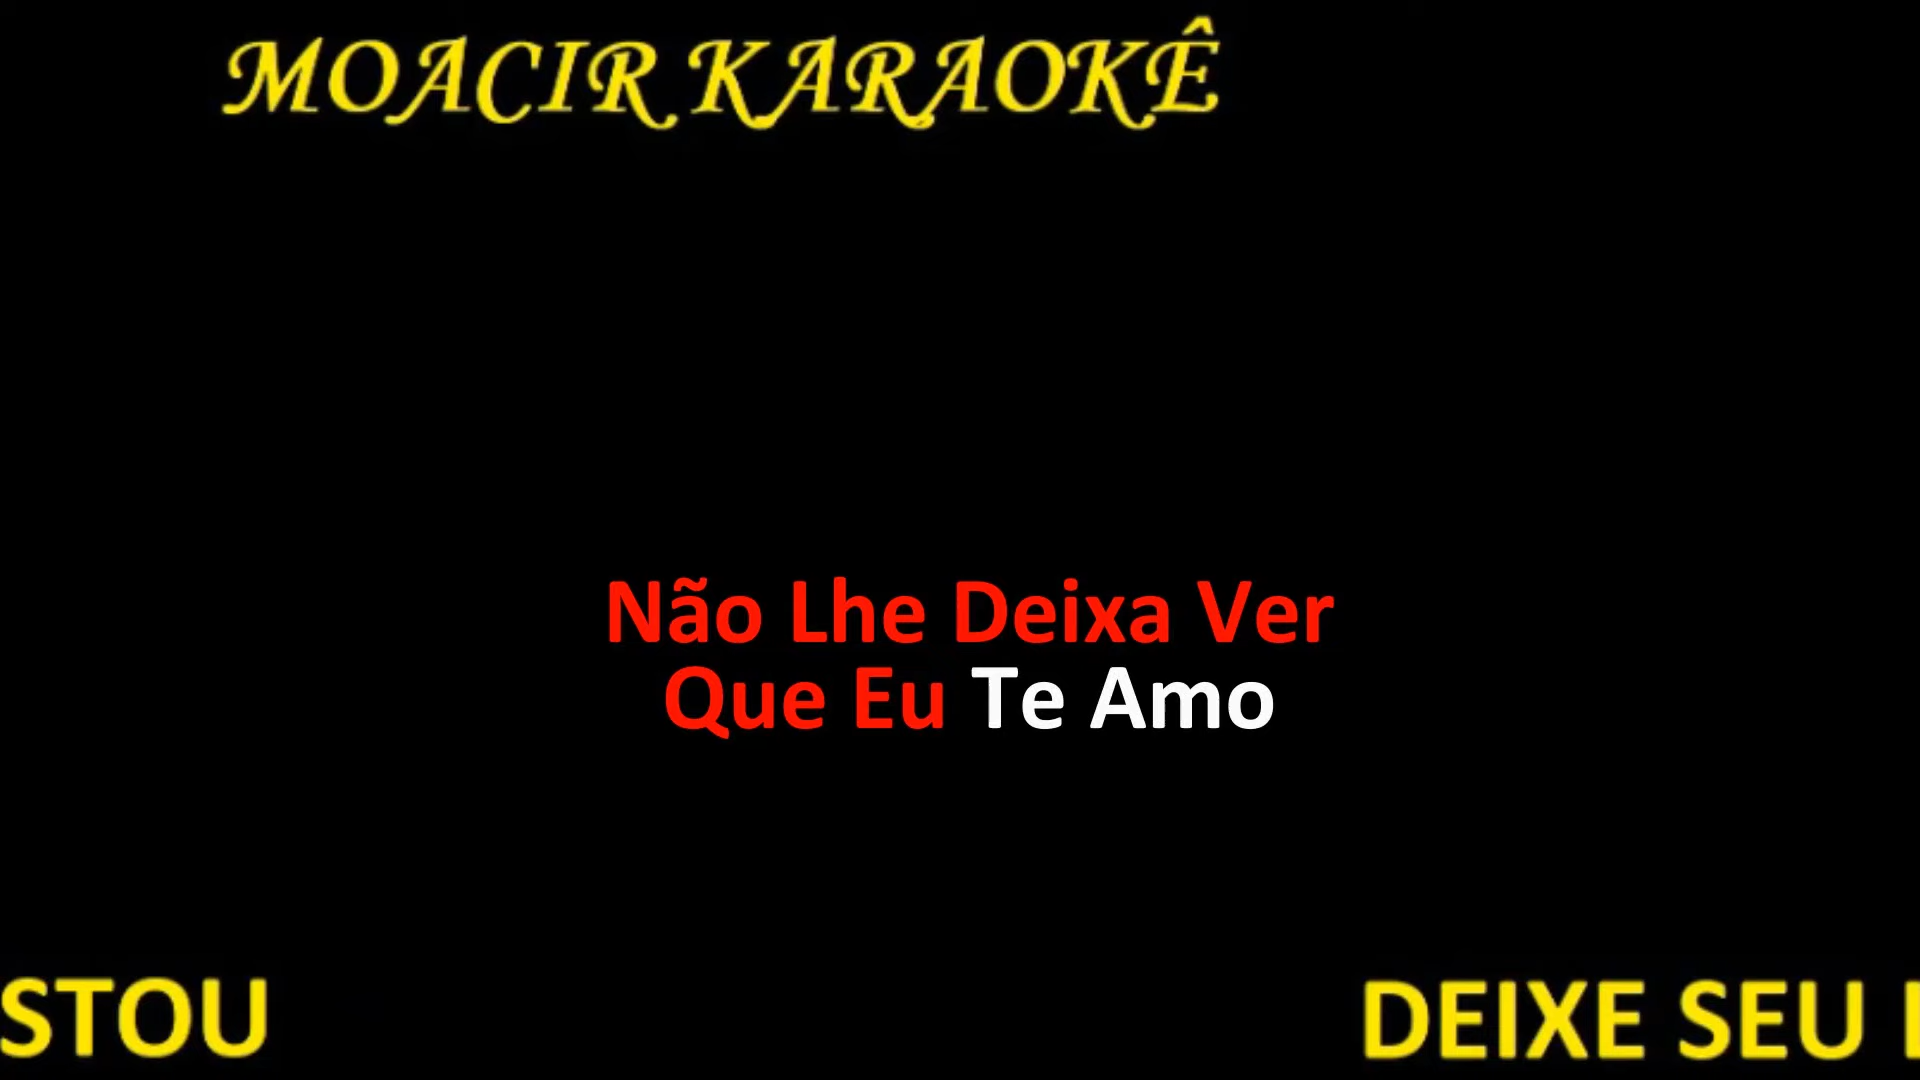 MOACIR KARAOKÊ
Não Lhe Deixa Ver
Que Eu Te Amo
STOU DEIXE SEU